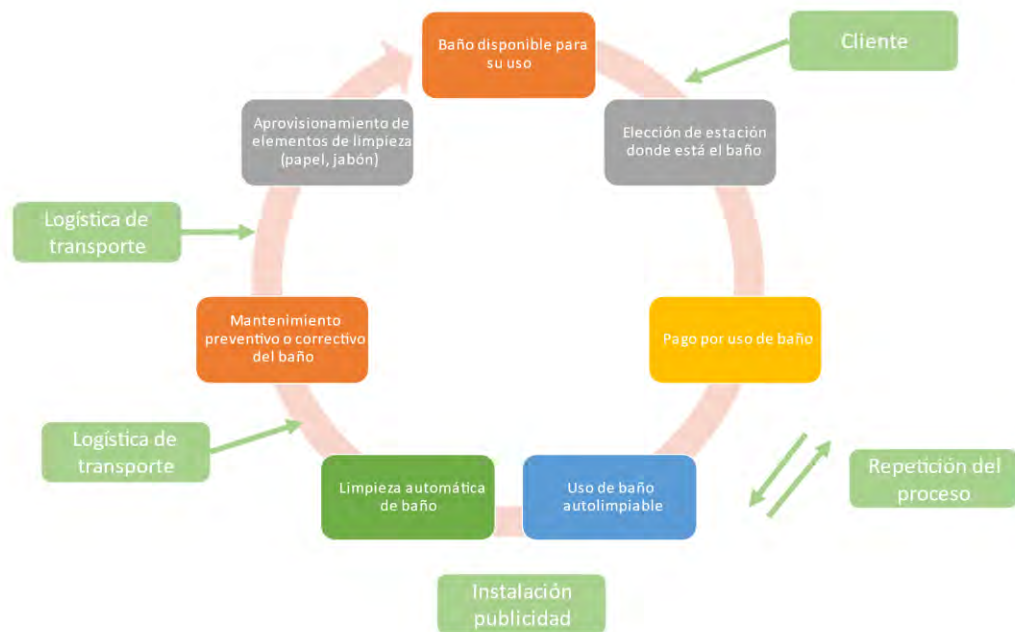 Baño disponible para
su uso
Cliente
Elección de estación
donde está el baño
Pago por uso de baño
Repetición del
proceso
Uso de baño
autolimpiable
Instalación
publicidad
Limpieza automática
de baño
Logística de
transporte
Mantenimiento
preventivo o correctivo
del baño
Logística de
transporte
Aprovisionamiento de
elementos de limpieza
(papel, jabón)